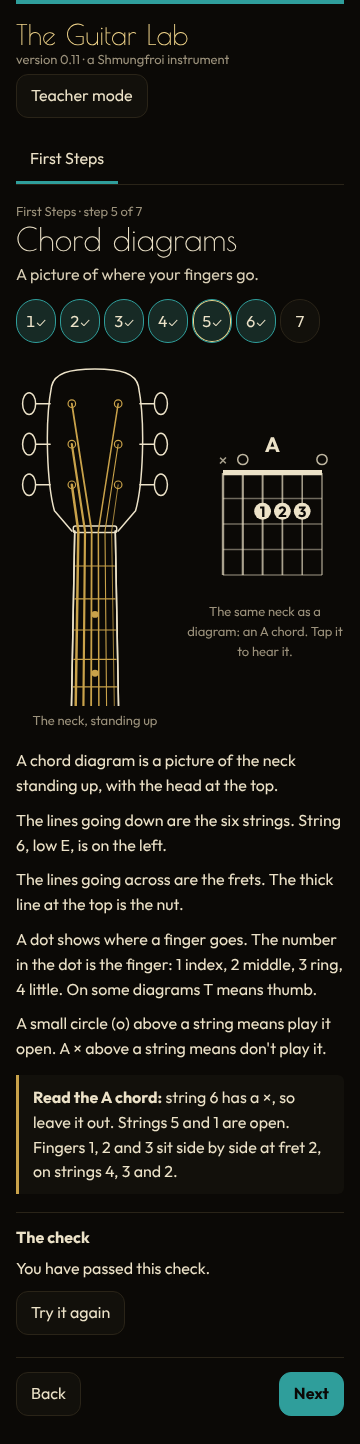 The Guitar Lab
version 0.11 · a Shmungfroi instrument
Teacher mode
First Steps
First Steps · step 5 of 7
Chord diagrams
A picture of where your fingers go.
1✓ 2✓ 3✓ 4✓ 5✓ 6✓ 7
A
× O O
1 2 3
The same neck as a
diagram: an A chord. Tap it
to hear it.
The neck, standing up
A chord diagram is a picture of the neck
standing up, with the head at the top.
The lines going down are the six strings. String
6, low E, is on the left.
The lines going across are the frets. The thick
line at the top is the nut.
A dot shows where a finger goes. The number
in the dot is the finger: 1 index, 2 middle, 3 ring,
4 little. On some diagrams T means thumb.
A small circle (o) above a string means play it
open. A × above a string means don't play it.
Read the A chord: string 6 has a ×, so
leave it out. Strings 5 and 1 are open.
Fingers 1, 2 and 3 sit side by side at fret 2,
on strings 4, 3 and 2.
The check
You have passed this check.
Try it again
Back
Next